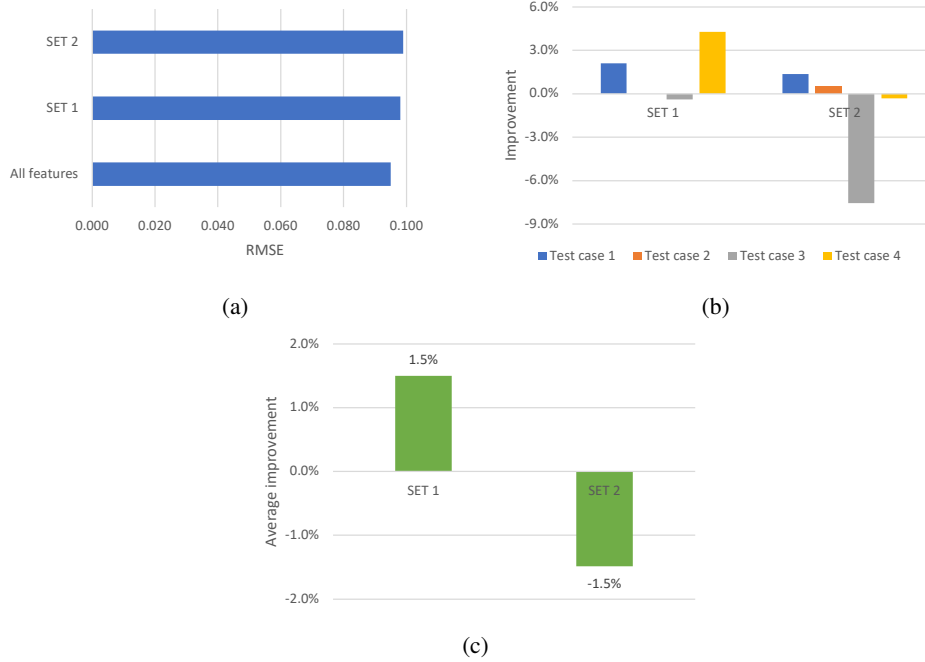 SET 2
SET 1
All features
0.000 0.020 0.040 0.060 0.080 0.100
RMSE
(a)
6.0%
3.0%
0.0%
-3.0%
-6.0%
-9.0%
Improvement
SET 1 SET 2
Test case 1 Test case 2 Test case 3 Test case 4
(b)
2.0%
1.0%
0.0%
-1.0%
-2.0%
Average improvement
1.5%
SET 1 SET 2
-1.5%
(c)